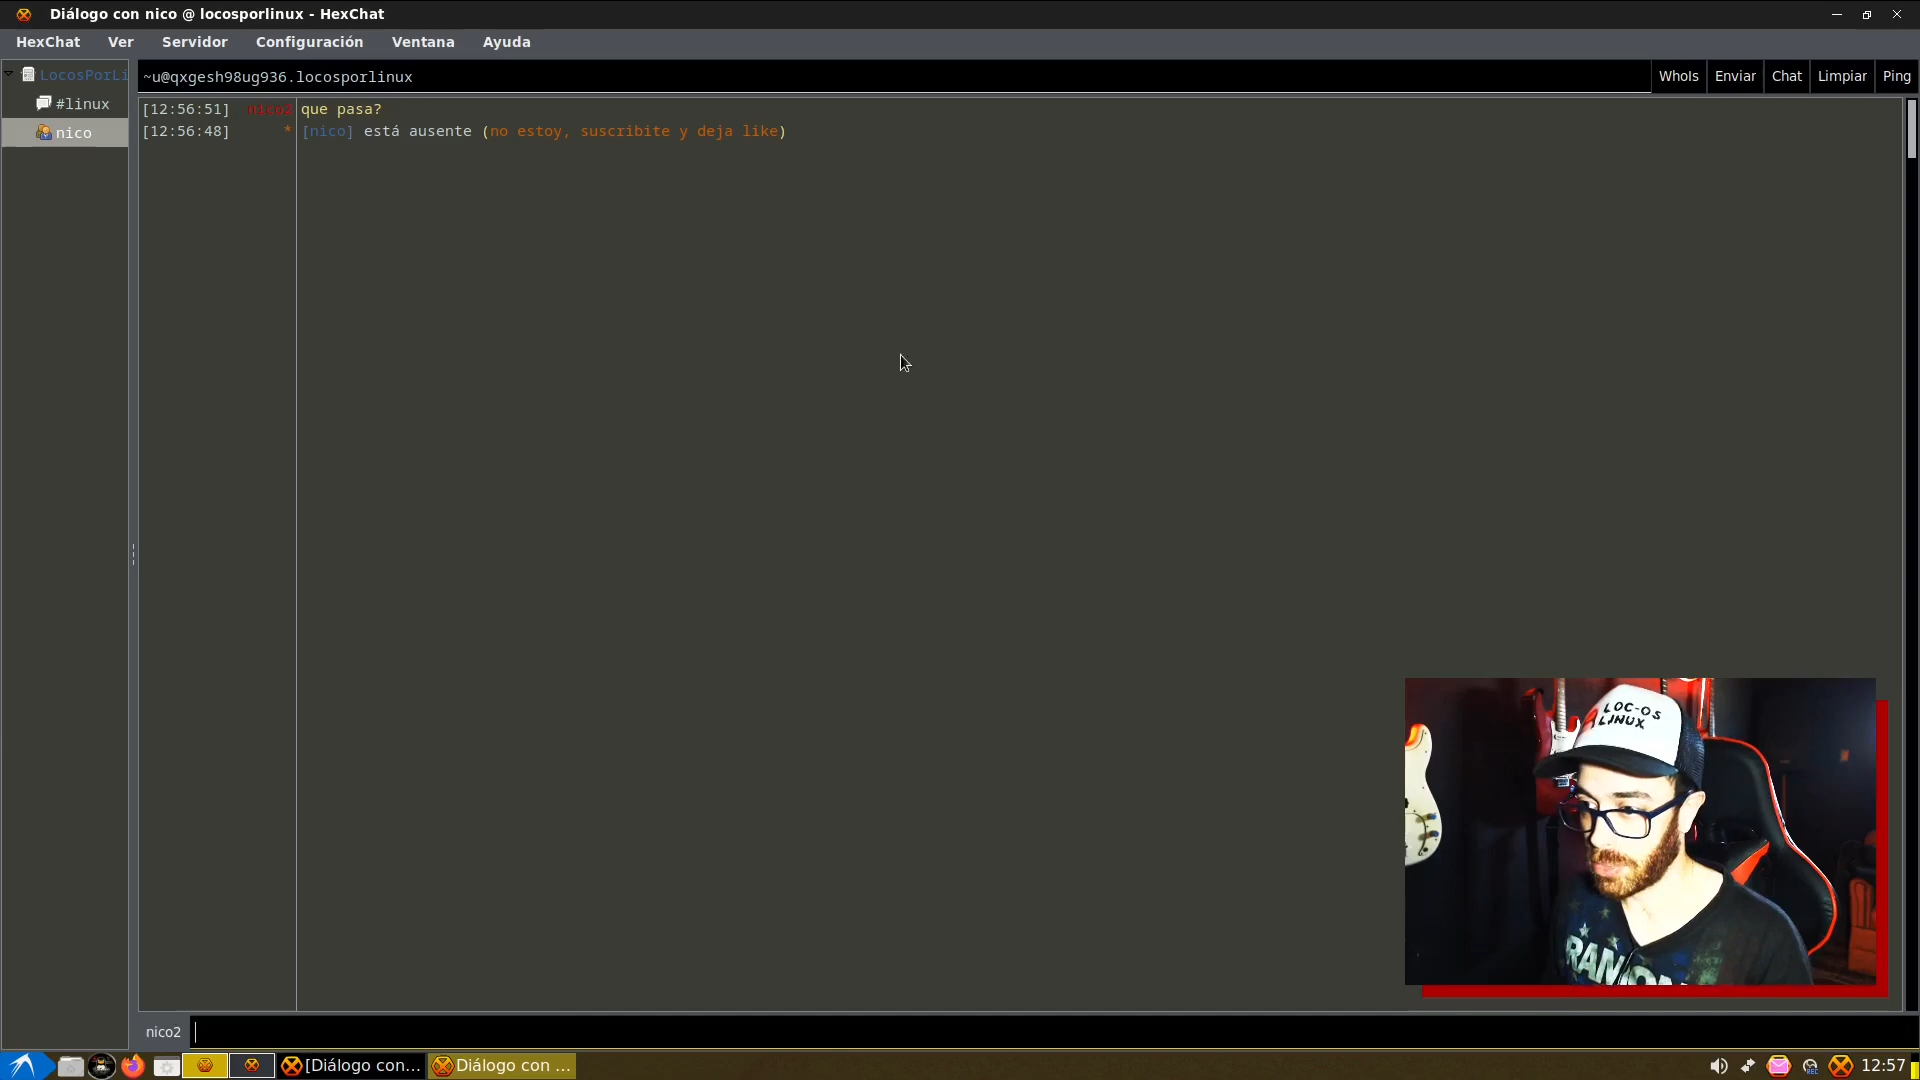 Diálogo con nico @ locosporlinux - HexChat
HexChat Ver Servidor Configuración Ventana Ayuda
LocosPorLi
~u@qxgesh98ug936.locosporlinux
WhoIs Enviar Chat Limpiar Ping
#linux
nico
[12:56:51] nico2 que pasa?
[12:56:48] * [nico] está ausente (no estoy, suscribite y deja like)
LOC-OS
LINUX
RAMON
nico2
[Diálogo con... Diálogo con ... 12:57